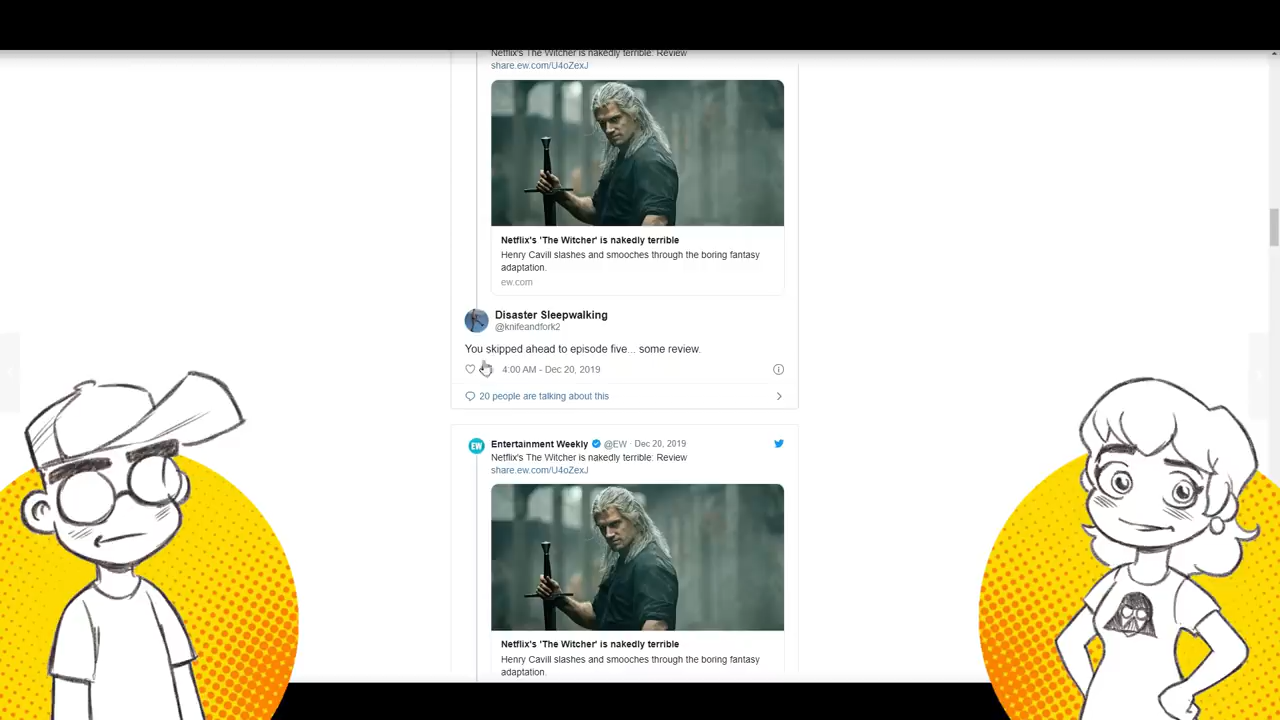 Netflix's The Witcher is nakedly terrible: Review
share.ew.com/U4oZexJ
Netflix's 'The Witcher' is nakedly terrible
Henry Cavill slashes and smooches through the boring fantasy
adaptation.
ew.com
Disaster Sleepwalking
@knifeandfork2
You skipped ahead to episode five... some review.
4:00 AM - Dec 20, 2019
20 people are talking about this
EW Entertainment Weekly @EW · Dec 20, 2019
Netflix's The Witcher is nakedly terrible: Review
share.ew.com/U4oZexJ
Netflix's 'The Witcher' is nakedly terrible
Henry Cavill slashes and smooches through the boring fantasy
adaptation.